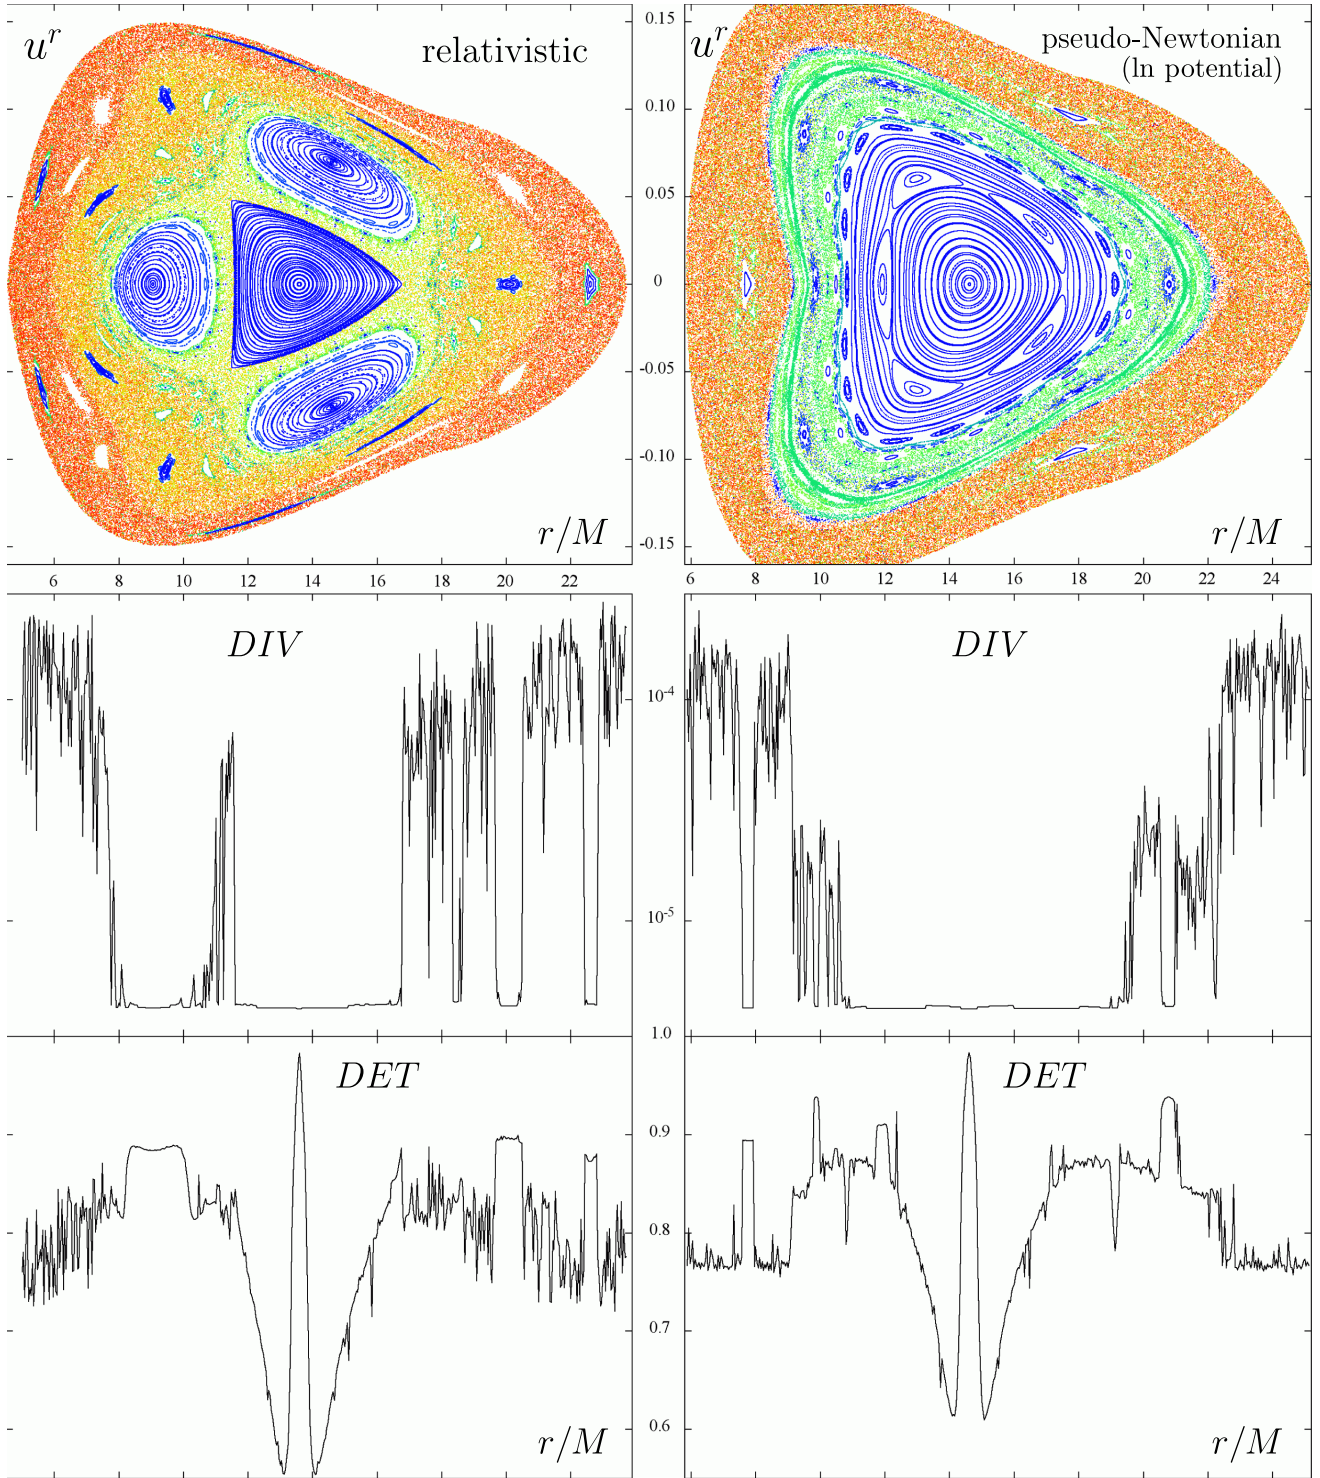 u^r
relativistic
r/M
0.15
0.10
0.05
0
-0.05
-0.10
-0.15
u^r
pseudo-Newtonian
(ln potential)
r/M
6 8 10 12 14 16 18 20 22
6 8 10 12 14 16 18 20 22 24
DIV
10^-4
10^-5
DIV
1.0
DET
0.9
0.8
0.7
0.6
r/M
DET
r/M